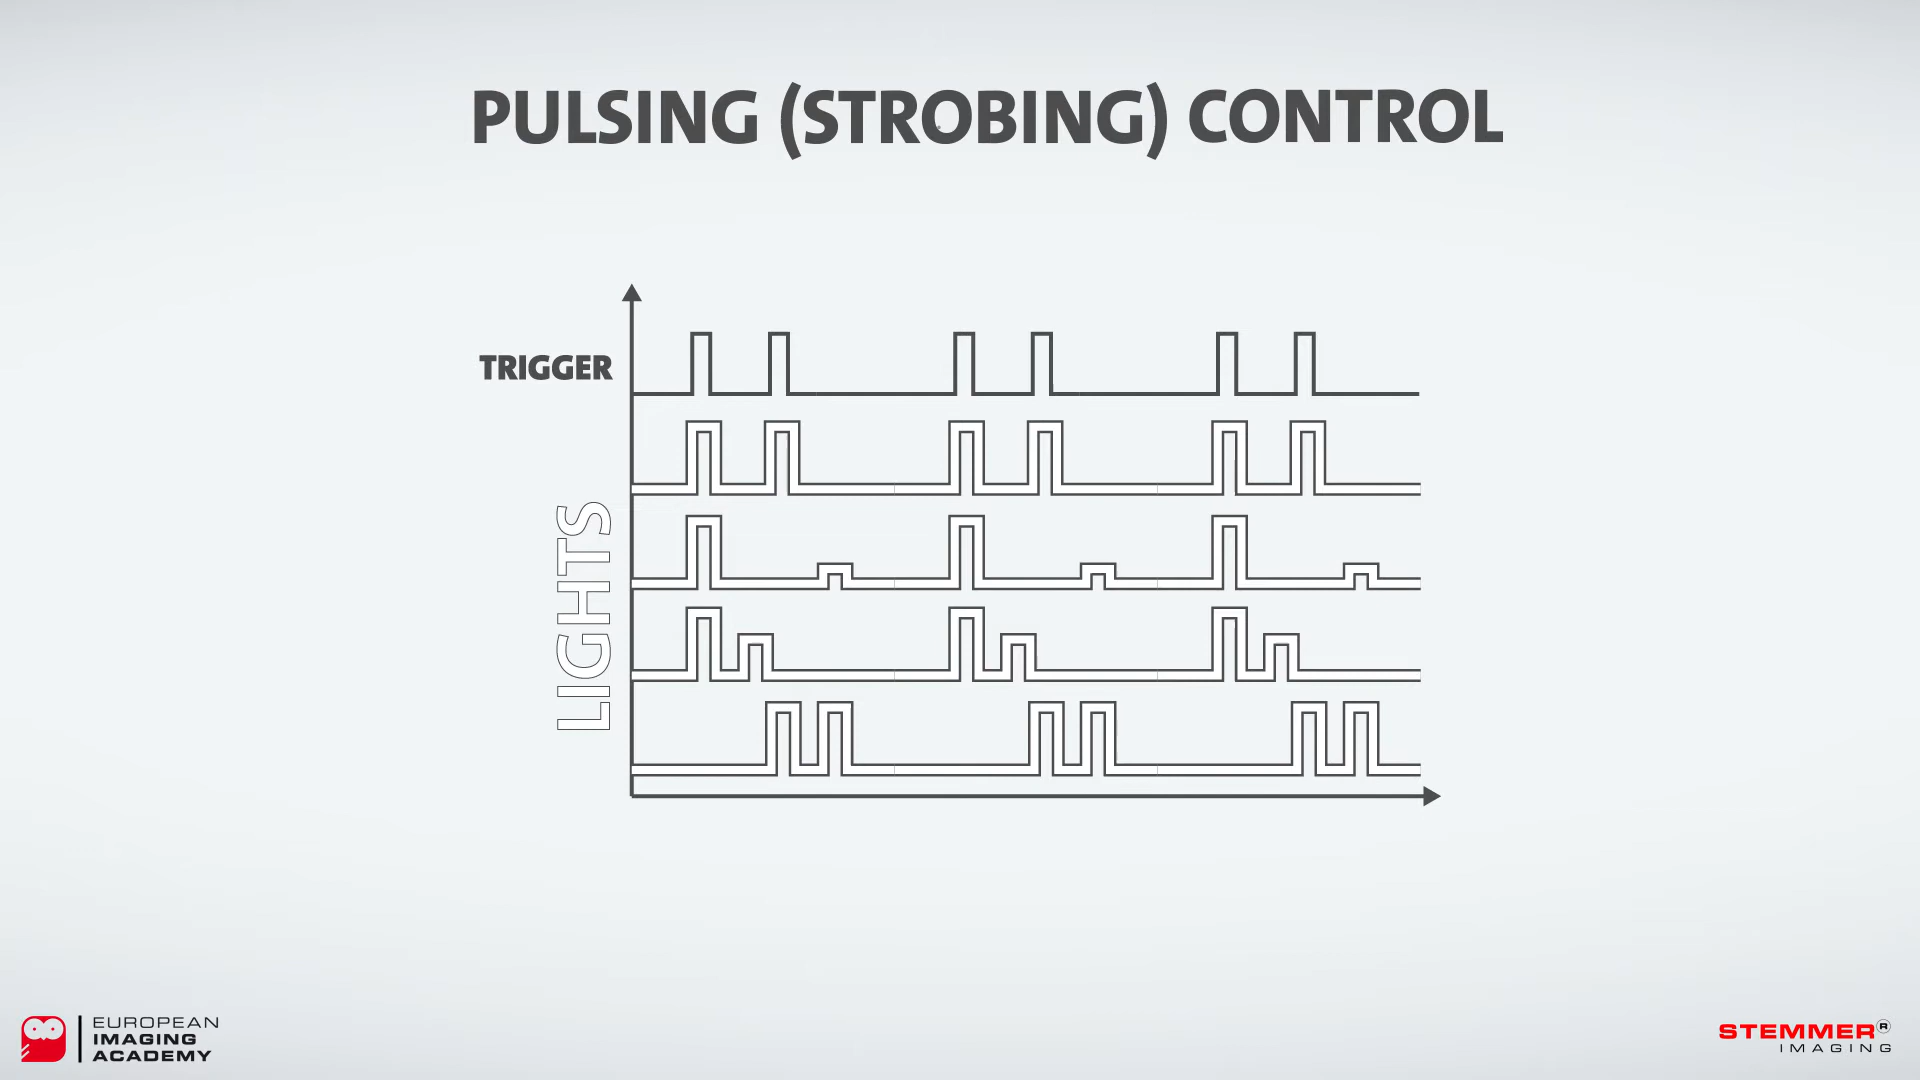 PULSING (STROBING) CONTROL
TRIGGER
LIGHTS
EUROPEAN
IMAGING
ACADEMY
STEMMER®
IMAGING